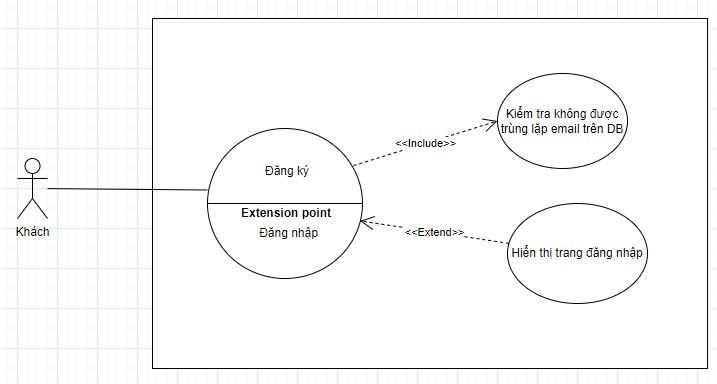 Kiểm tra không được
trùng lặp email trên DB
<<Include>>
Đăng ký
Extension point
Đăng nhập
<<Extend>>
Hiển thị trang đăng nhập
Khách